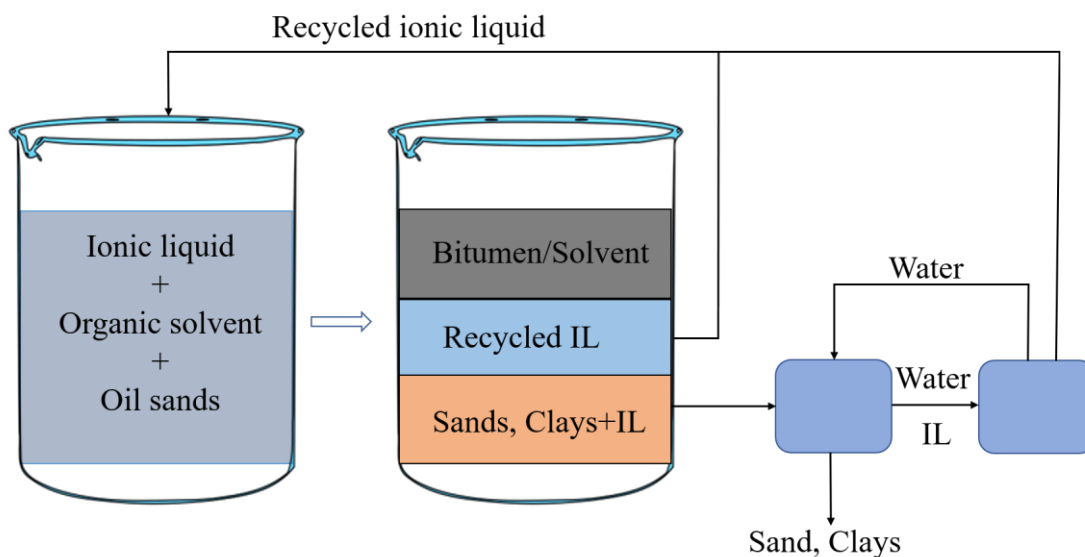 Recycled ionic liquid
Ionic liquid
+
Organic solvent
+
Oil sands
Bitumen/Solvent
Recycled IL
Sands, Clays+IL
Water
Water
IL
Sand, Clays